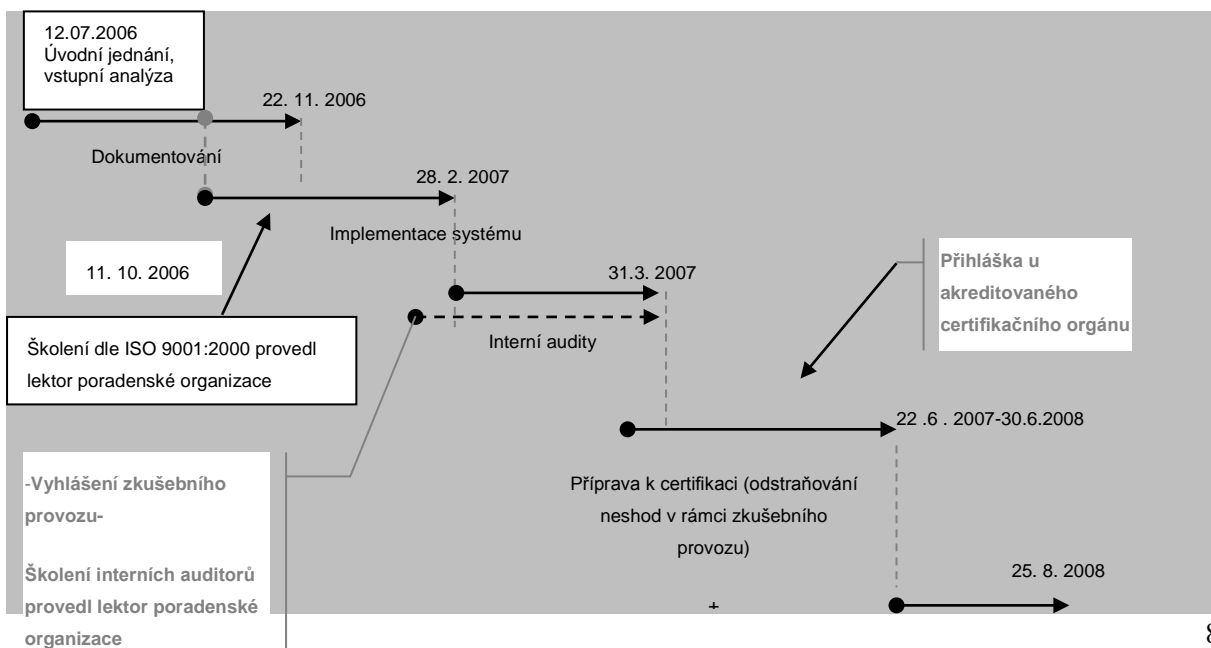 12.07.2006
Úvodní jednání,
vstupní analýza
22. 11. 2006
Dokumentování
28. 2. 2007
Implementace systému
11. 10. 2006
31.3. 2007
Přihláška u
akreditovaného
certifikačního orgánu
Školení dle ISO 9001:2000 provedl
lektor poradenské organizace
Interní audity
22 .6 . 2007-30.6.2008
-Vyhlášení zkušebního
provozu-
Školení interních auditorů
provedl lektor poradenské
organizace
Příprava k certifikaci (odstraňování
neshod v rámci zkušebního
provozu)
+
25. 8. 2008